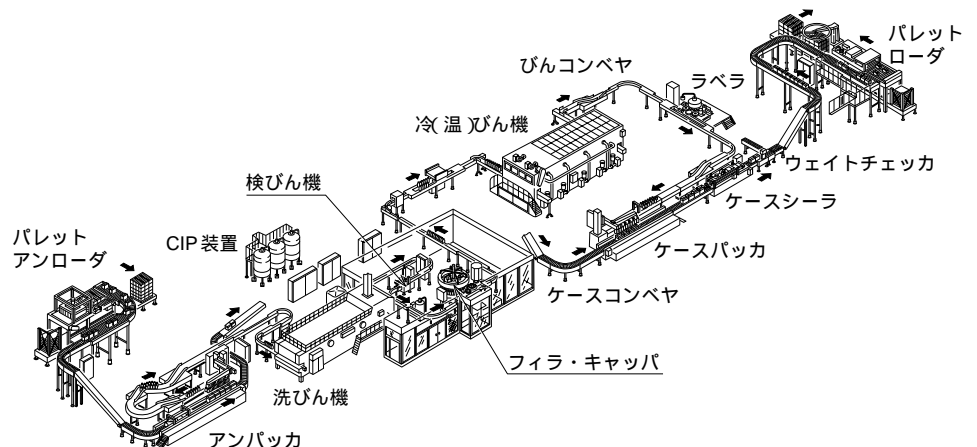 パレット
ローダ
びんコンベヤ
ラベラ
冷(温)びん機
ウェイトチェッカ
検びん機
ケースシーラ
パレット
アンローダ
CIP装置
ケースパッカ
ケースコンベヤ
フィラ・キャッパ
洗びん機
アンパッカ